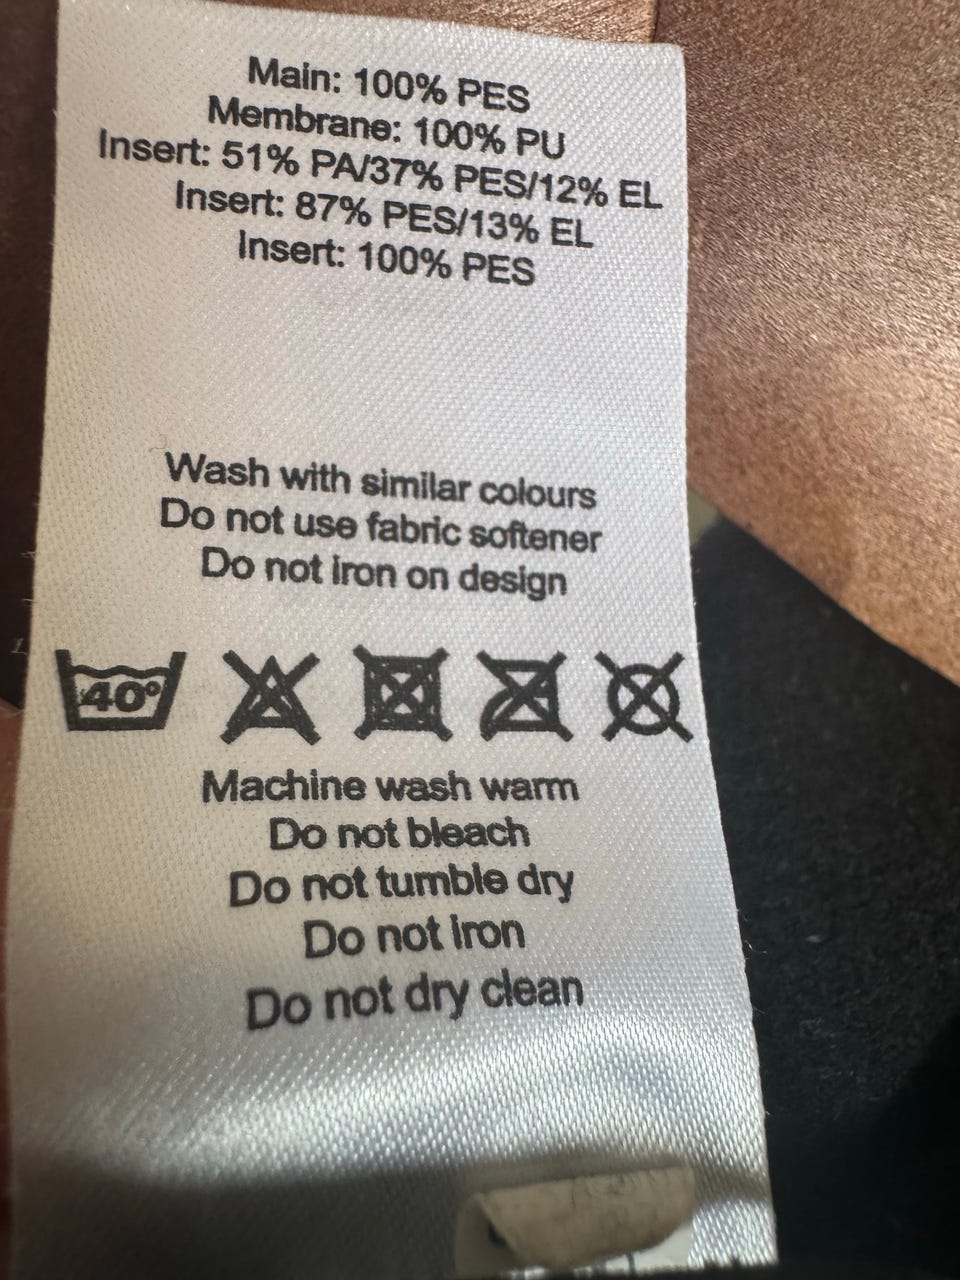 Main: 100% PES
Membrane: 100% PU
Insert: 51% PA/37% PES/12% EL
Insert: 87% PES/13% EL
Insert: 100% PES
Wash with similar colours
Do not use fabric softener
Do not iron on design
40°
Machine wash warm
Do not bleach
Do not tumble dry
Do not iron
Do not dry clean